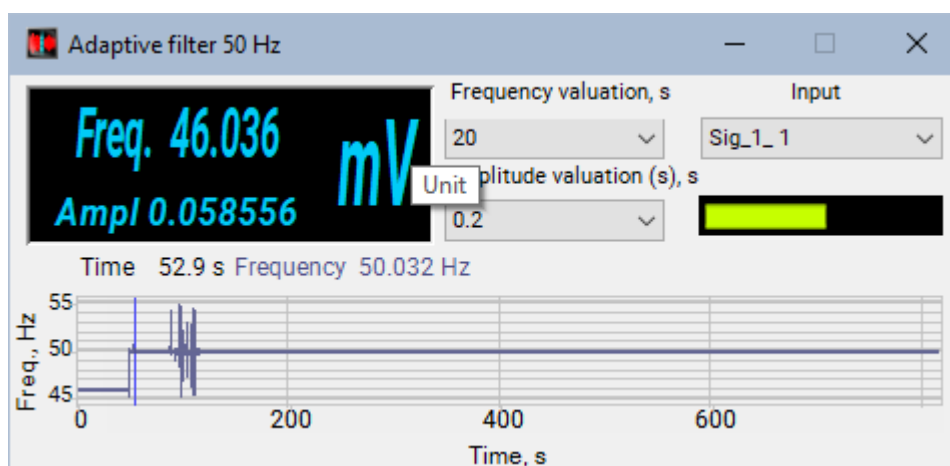 Adaptive filter 50 Hz
Frequency valuation, s
Input
Freq. 46.036
mV
20
Sig_1_ 1
plitude valuation (s), s
Unit
Ampl 0.058556
0.2
Time 52.9 s Frequency 50.032 Hz
Freq., Hz
55
50
45
0 200 400 600
Time, s